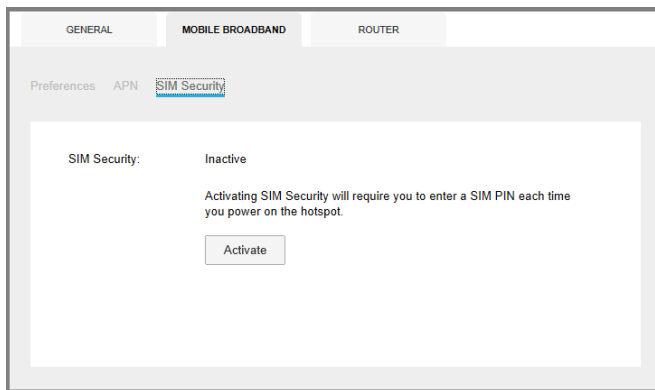 GENERAL MOBILE BROADBAND ROUTER
Preferences APN SIM Security
SIM Security: Inactive
Activating SIM Security will require you to enter a SIM PIN each time
you power on the hotspot.
Activate